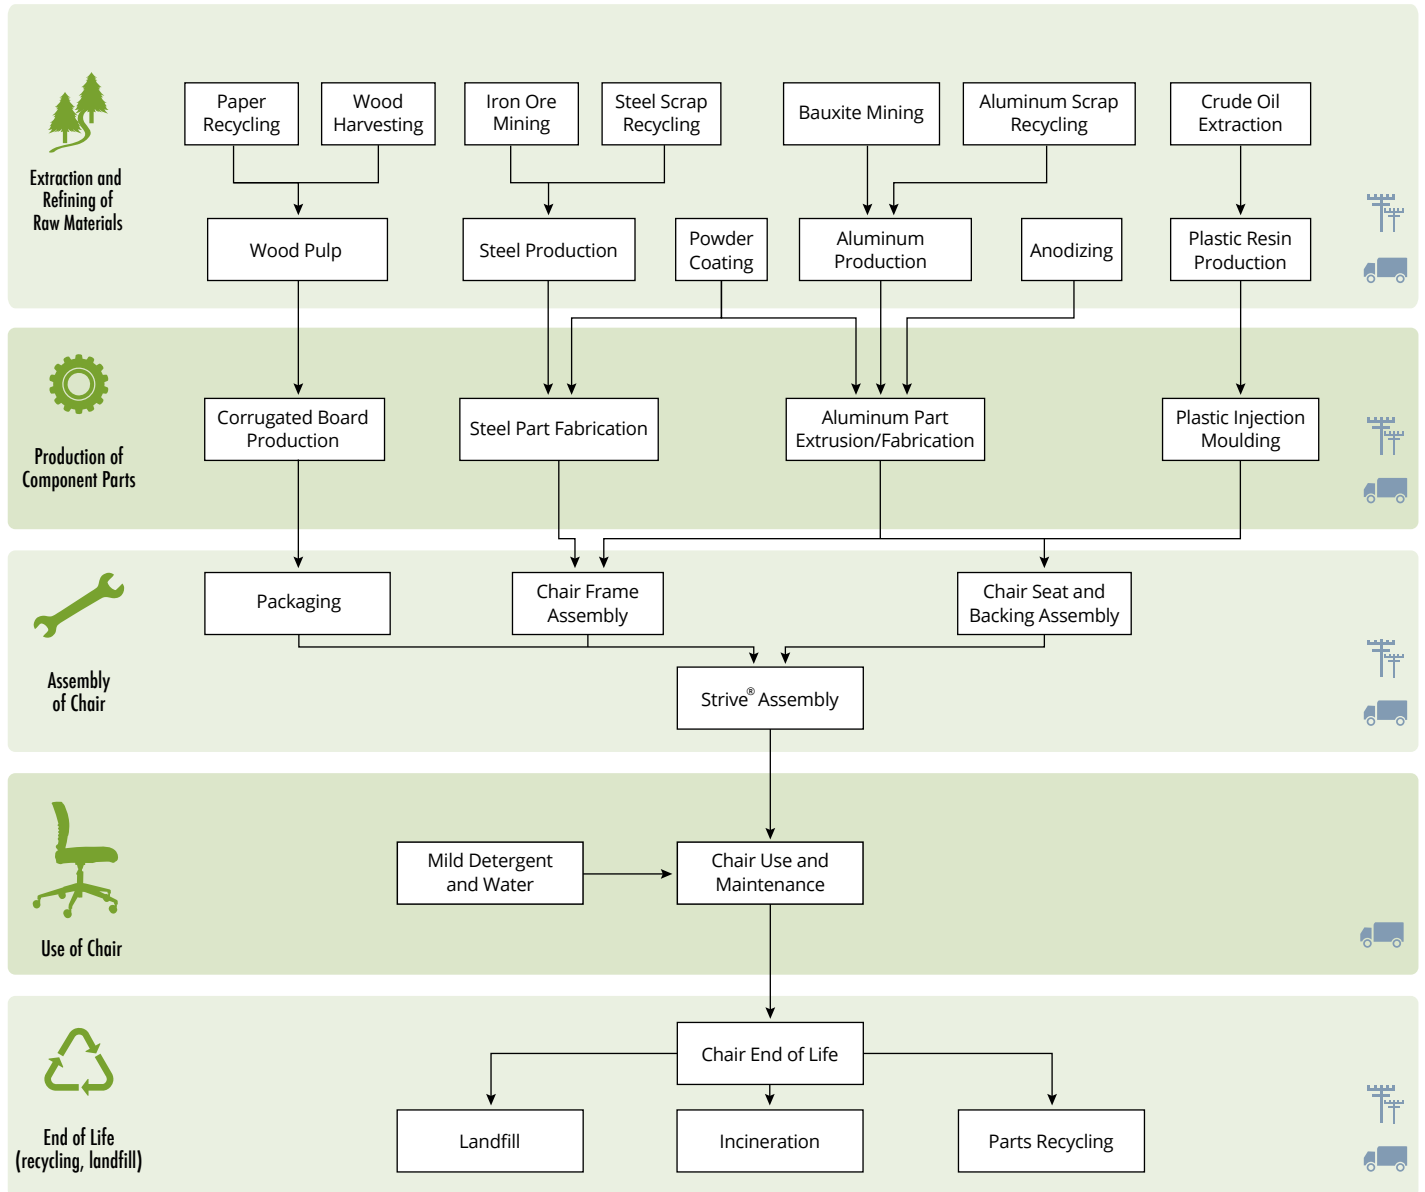 Paper
Recycling
Wood
Harvesting
Iron Ore
Mining
Steel Scrap
Recycling
Bauxite Mining
Aluminum Scrap
Recycling
Crude Oil
Extraction
Extraction and
Refining of
Raw Materials
Wood Pulp
Steel Production
Powder
Coating
Aluminum
Production
Anodizing
Plastic Resin
Production
Corrugated Board
Production
Steel Part Fabrication
Aluminum Part
Extrusion/Fabrication
Plastic Injection
Moulding
Production of
Component Parts
Packaging
Chair Frame
Assembly
Chair Seat and
Backing Assembly
Assembly
of Chair
Strive® Assembly
Mild Detergent
and Water
Chair Use and
Maintenance
Use of Chair
Chair End of Life
End of Life
(recycling, landfill)
Landfill
Incineration
Parts Recycling